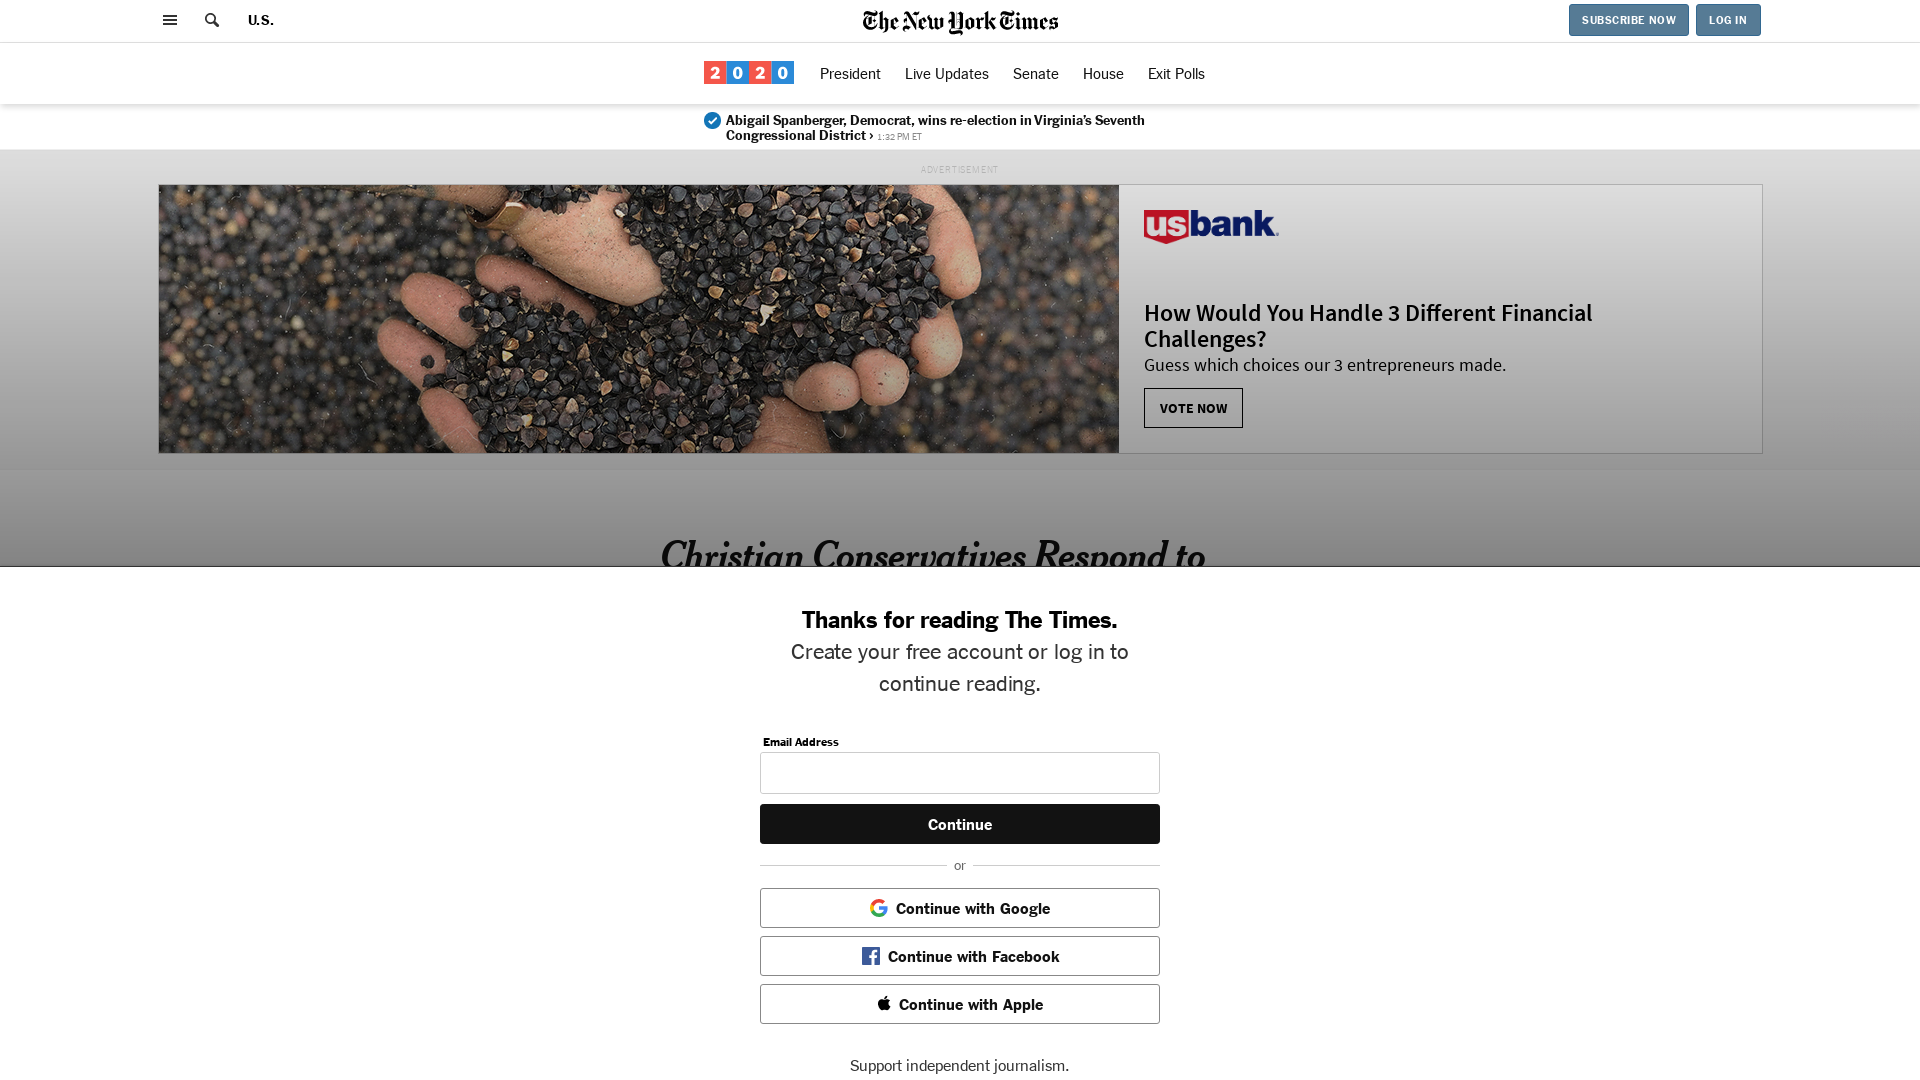 U.S.
The New York Times
SUBSCRIBE NOW
LOG IN
2020
President
Live Updates
Senate
House
Exit Polls
Abigail Spanberger, Democrat, wins re-election in Virginia's Seventh
Congressional District › 1:32 PM ET
ADVERTISEMENT
usbank
How Would You Handle 3 Different Financial
Challenges?
Guess which choices our 3 entrepreneurs made.
VOTE NOW
Christian Conservatives Respond to
Thanks for reading The Times.
Create your free account or log in to
continue reading.
Email Address
Continue
or
Continue with Google
Continue with Facebook
Continue with Apple
Support independent journalism.